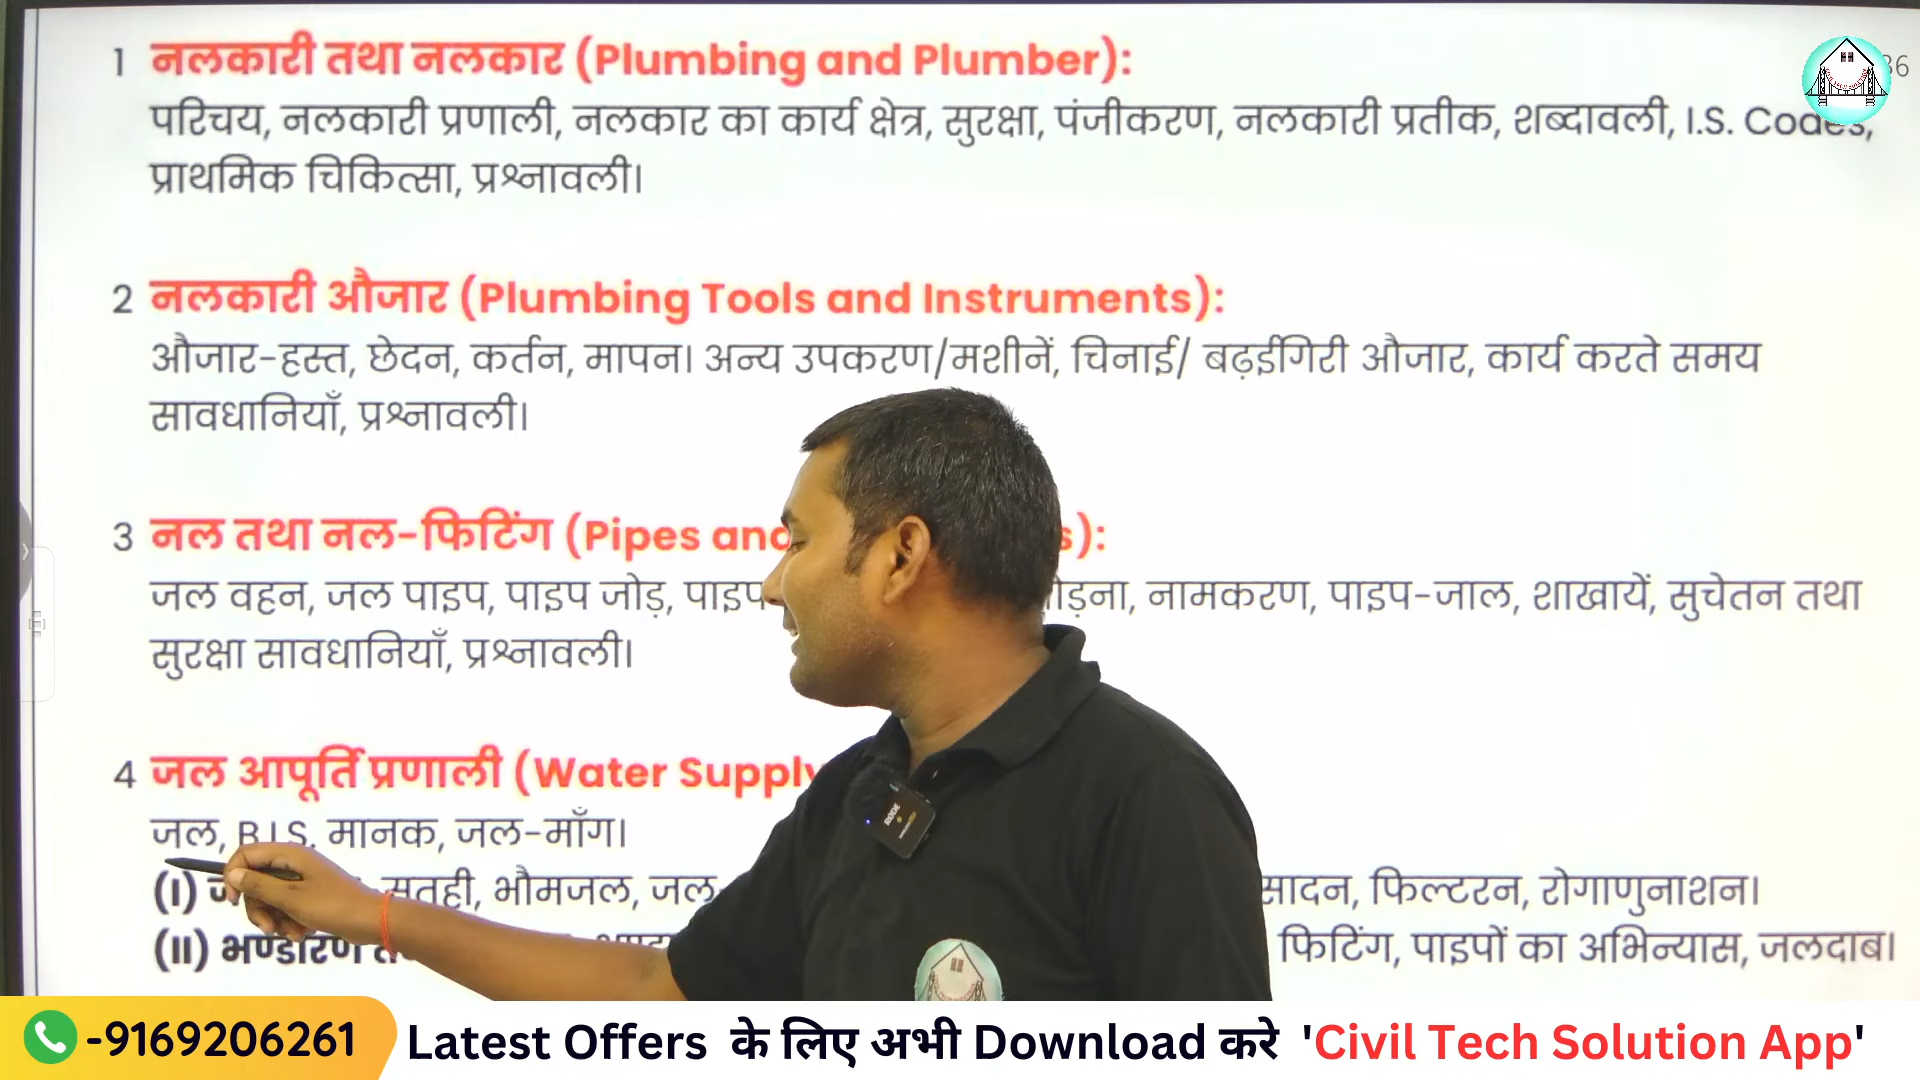 1 नलकारी तथा नलकार (Plumbing and Plumber):
36
परिचय, नलकारी प्रणाली, नलकार का कार्य क्षेत्र, सुरक्षा, पंजीकरण, नलकारी प्रतीक, शब्दावली, I.S. Codes,
प्राथमिक चिकित्सा, प्रश्नावली।
2 नलकारी औजार (Plumbing Tools and Instruments):
औजार-हस्त, छेदन, कर्तन, मापन। अन्य उपकरण/मशीनें, चिनाई/ बढ़ईगिरी औजार, कार्य करते समय
सावधानियाँ, प्रश्नावली।
3 नल तथा नल-फिटिंग (Pipes and
जल वहन, जल पाइप, पाइप जोड़, पाइप नामकरण, पाइप-जाल, शाखायें, सुचेतन तथा
सुरक्षा सावधानियाँ, प्रश्नावली।
4 जल आपूर्ति प्रणाली (Water Supply
जल, B.I.S. मानक, जल-माँग।
(I) सतही, भौमजल, जल फिल्टरन, रोगाणुनाशन।
(II) भण्डारण फिटिंग, पाइपों का अभिन्यास, जलदाब।
RODE
-9169206261 Latest Offers के लिए अभी Download करे 'Civil Tech Solution App'